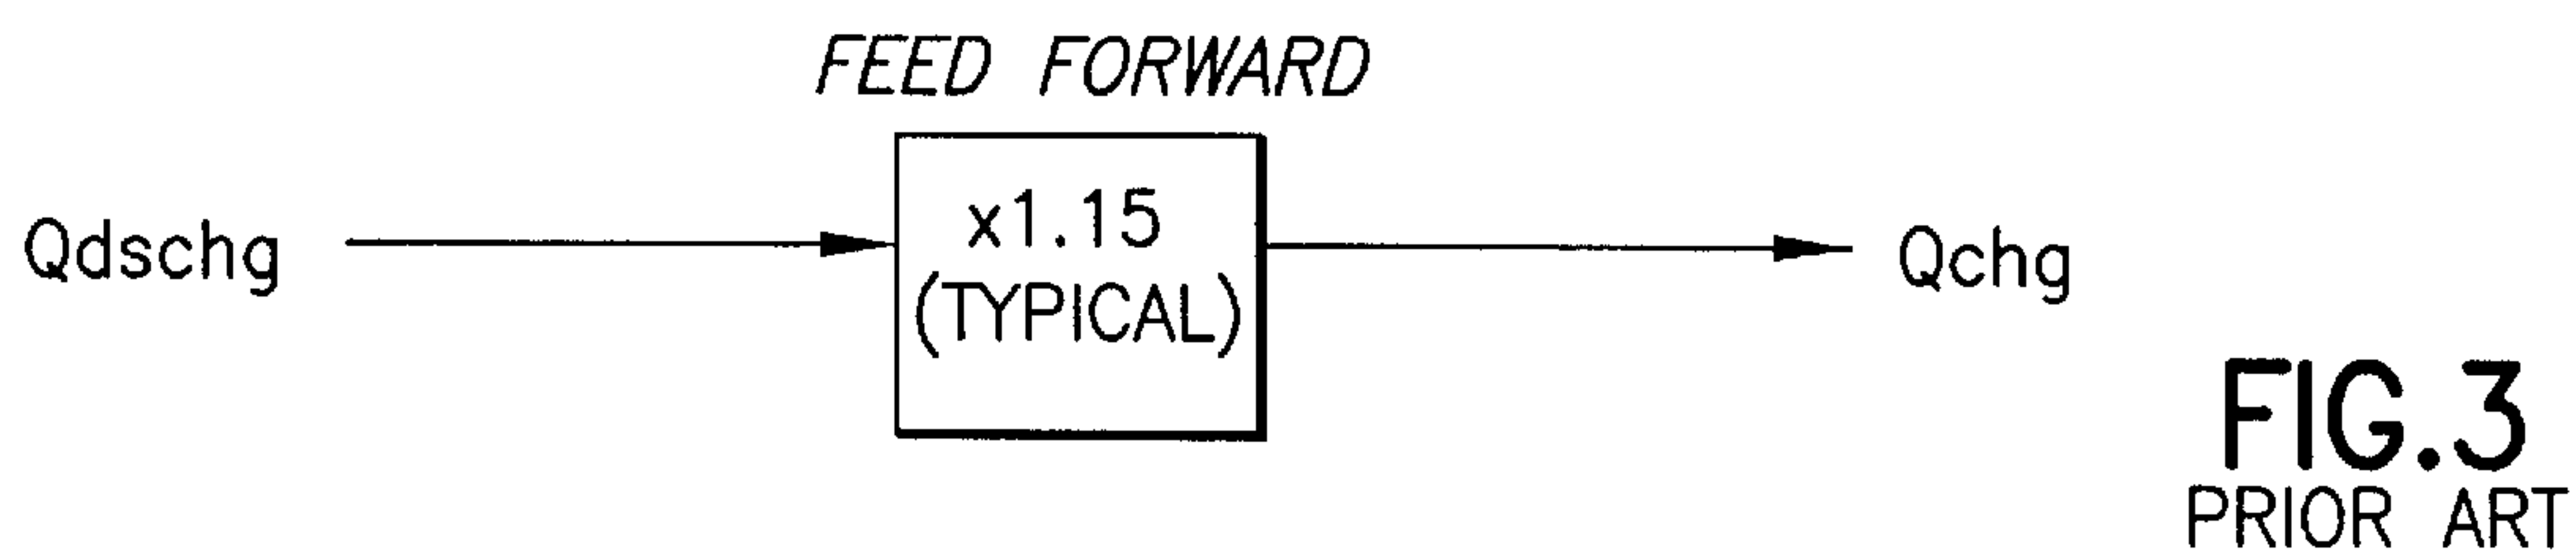 FEED FORWARD
Qdschg
x1.15
(TYPICAL)
Qchg
FIG.3
PRIOR ART